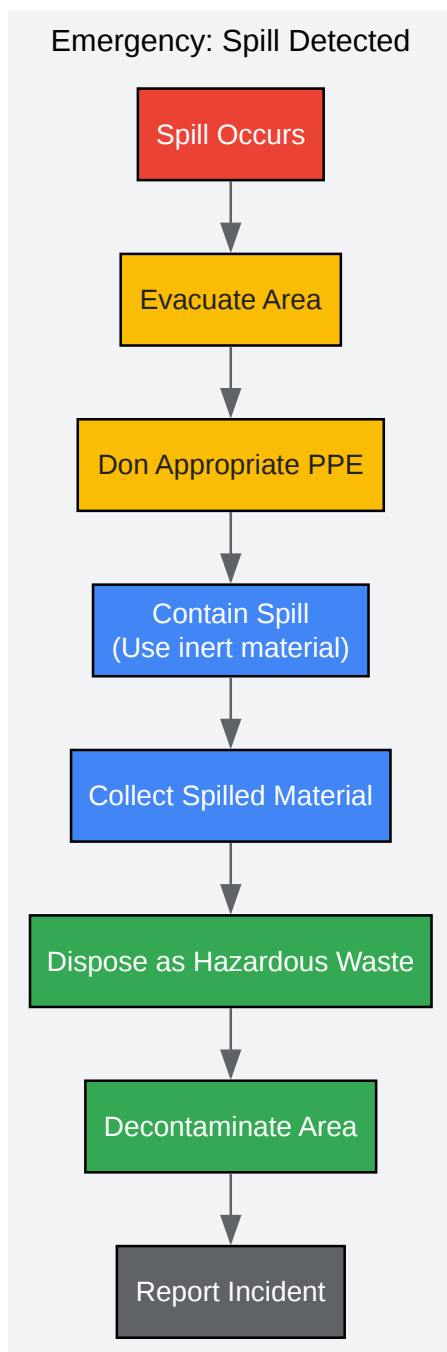 Emergency: Spill Detected
Spill Occurs
Evacuate Area
Don Appropriate PPE
Contain Spill
(Use inert material)
Collect Spilled Material
Dispose as Hazardous Waste
Decontaminate Area
Report Incident